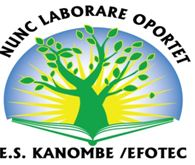 NUNC LABORARE OPORTET
E.S. KANOMBE /EFOTEC